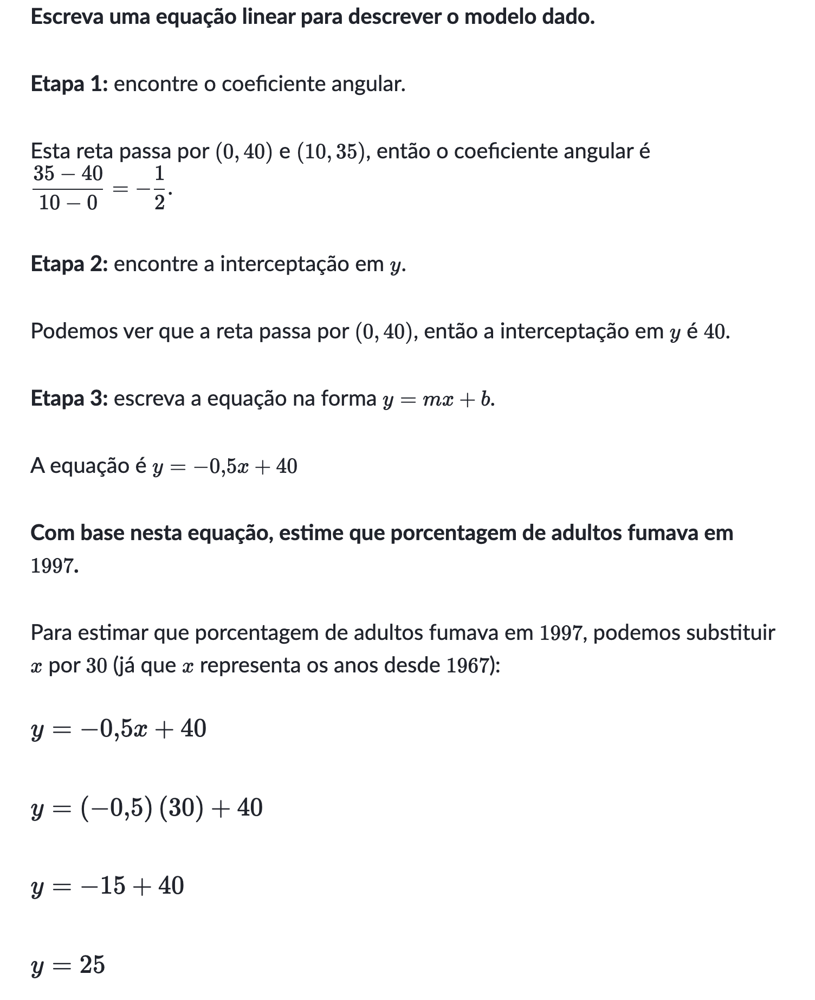 Escreva uma equação linear para descrever o modelo dado.
Etapa 1: encontre o coeficiente angular.
Esta reta passa por (0, 40) e (10, 35), então o coeficiente angular é
\frac{35 − 40}{10 − 0} = −\frac{1}{2}.
Etapa 2: encontre a interceptação em y.
Podemos ver que a reta passa por (0, 40), então a interceptação em y é 40.
Etapa 3: escreva a equação na forma y = mx + b.
A equação é y = −0,5x + 40
Com base nesta equação, estime que porcentagem de adultos fumava em
1997.
Para estimar que porcentagem de adultos fumava em 1997, podemos substituir
x por 30 (já que x representa os anos desde 1967):
y = −0,5x + 40
y = (−0,5) (30) + 40
y = −15 + 40
y = 25